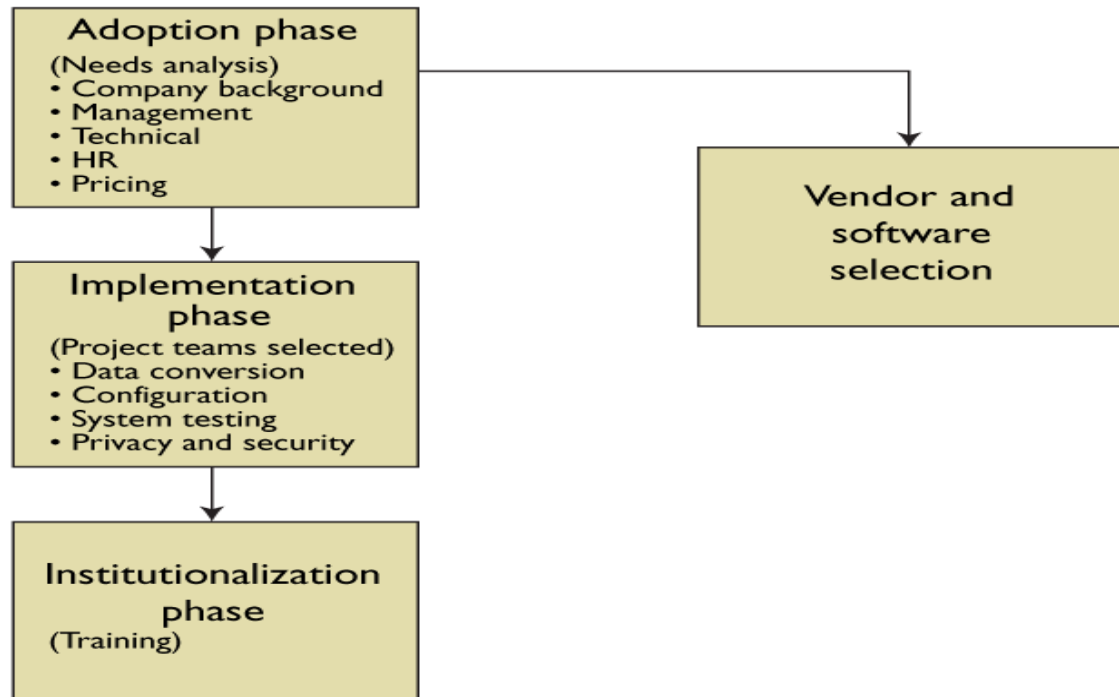 Adoption phase
(Needs analysis)
• Company background
• Management
• Technical
• HR
• Pricing
Vendor and
software
selection
Implementation
phase
(Project teams selected)
• Data conversion
• Configuration
• System testing
• Privacy and security
Institutionalization
phase
(Training)